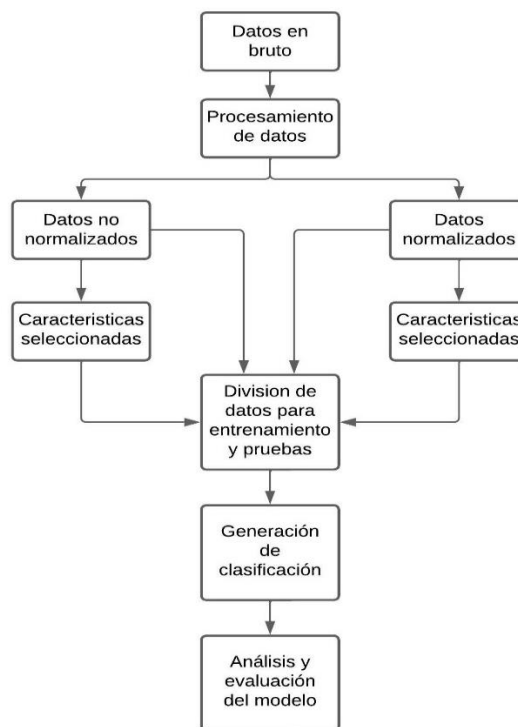 Datos en
bruto
Procesamiento
de datos
Datos no
normalizados
Datos
normalizados
Caracteristicas
seleccionadas
Caracteristicas
seleccionadas
Division de
datos para
entrenamiento
y pruebas
Generación
de
clasificación
Análisis y
evaluación
del modelo